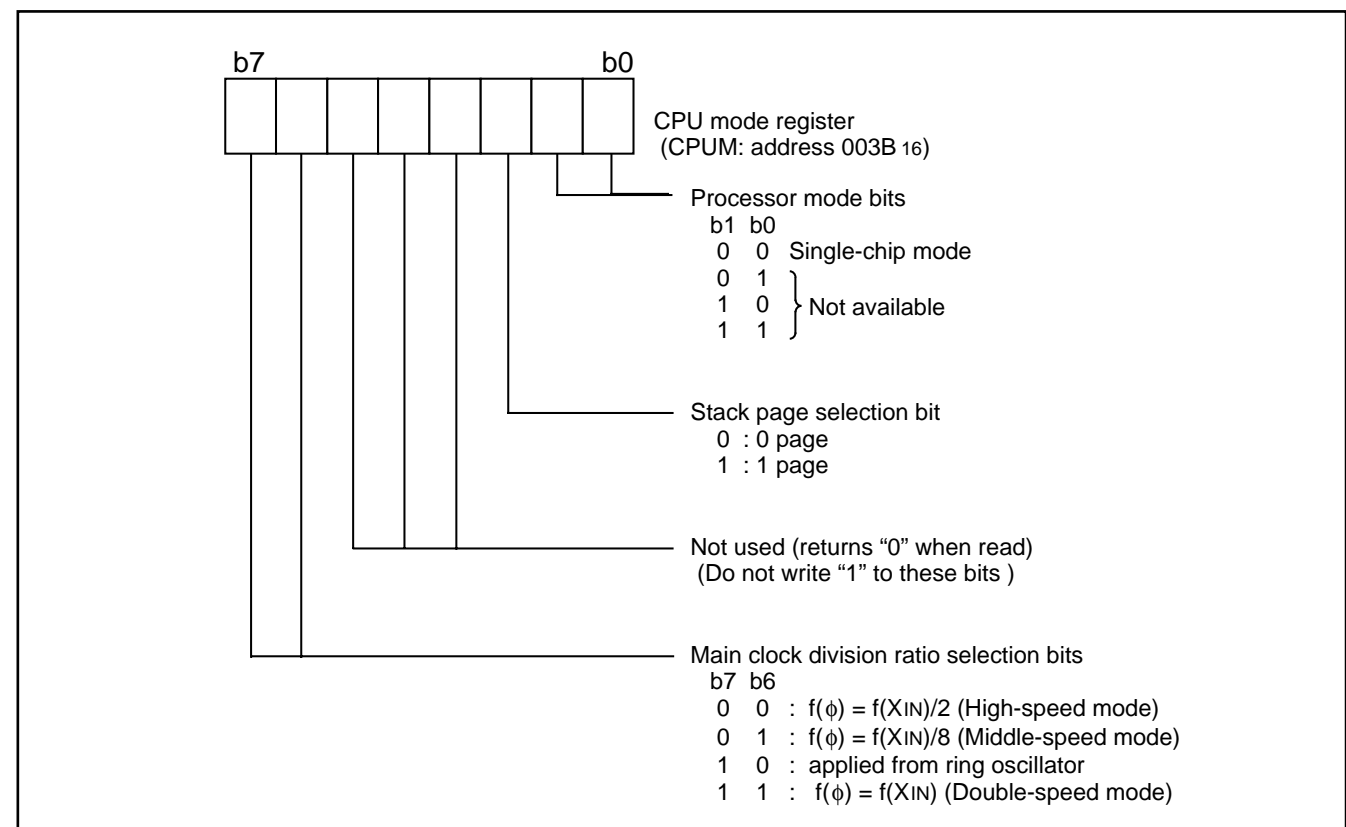 b7 b0
CPU mode register
(CPUM: address 003B 16)
Processor mode bits
b1 b0
0 0 Single-chip mode
0 1
1 0 Not available
1 1
Stack page selection bit
0 : 0 page
1 : 1 page
Not used (returns “0” when read)
(Do not write “1” to these bits )
Main clock division ratio selection bits
b7 b6
0 0 : f(ϕ) = f(XIN)/2 (High-speed mode)
0 1 : f(ϕ) = f(XIN)/8 (Middle-speed mode)
1 0 : applied from ring oscillator
1 1 : f(ϕ) = f(XIN) (Double-speed mode)